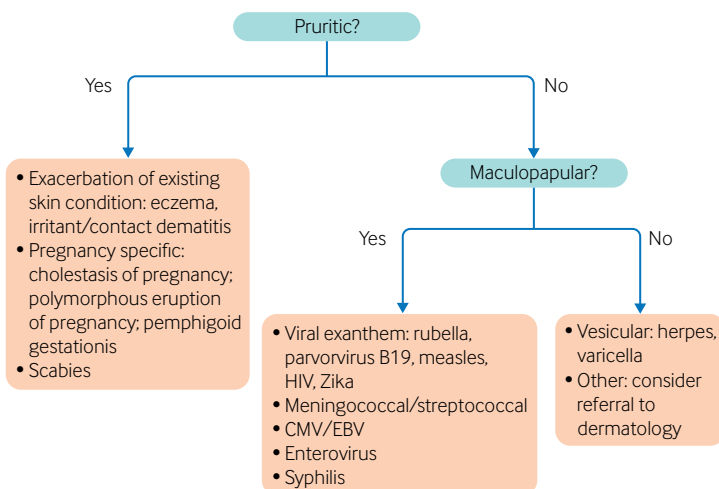 Pruritic?
Yes
No
• Exacerbation of existing
skin condition: eczema,
irritant/contact dematitis
• Pregnancy specific:
cholestasis of pregnancy;
polymorphous eruption
of pregnancy; pemphigoid
gestationis
• Scabies
Maculopapular?
Yes
No
• Viral exanthem: rubella,
parvorvirus B19, measles,
HIV, Zika
• Meningococcal/streptococcal
• CMV/EBV
• Enterovirus
• Syphilis
• Vesicular: herpes,
varicella
• Other: consider
referral to
dermatology